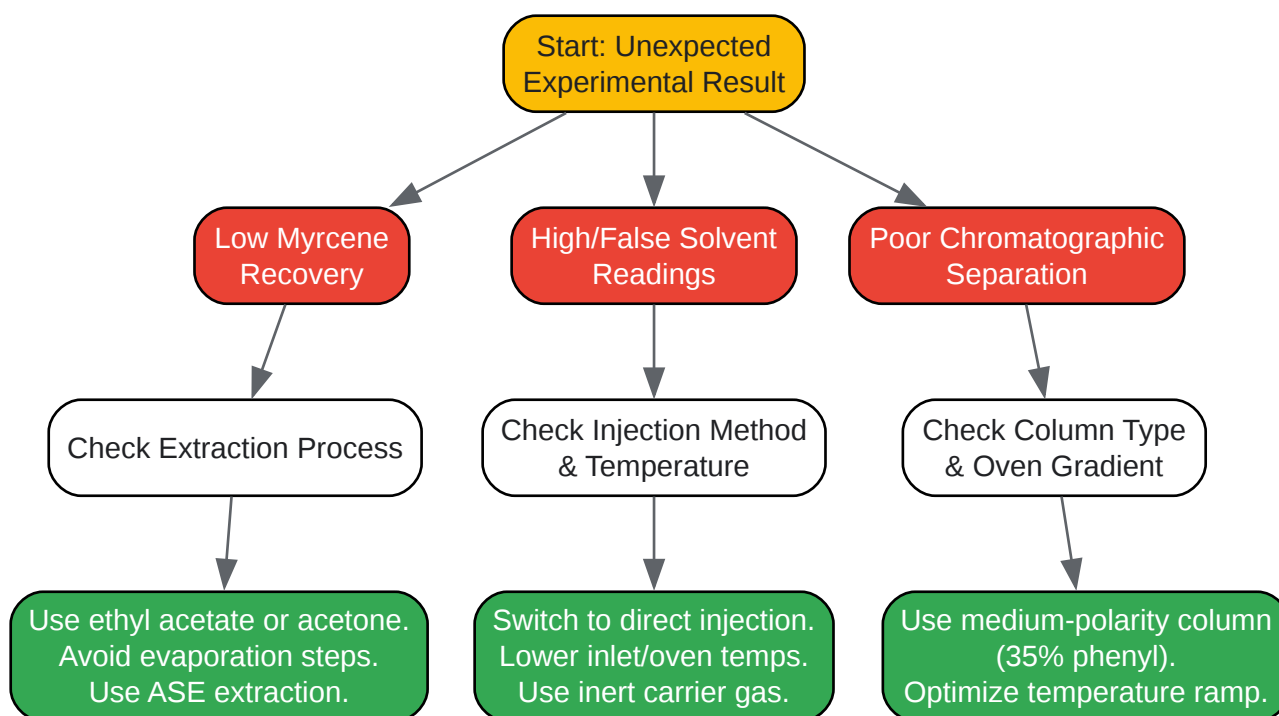 Start: Unexpected
Experimental Result
Low Myrcene
Recovery
High/False Solvent
Readings
Poor Chromatographic
Separation
Check Extraction Process
Check Injection Method
& Temperature
Check Column Type
& Oven Gradient
Use ethyl acetate or acetone.
Avoid evaporation steps.
Use ASE extraction.
Switch to direct injection.
Lower inlet/oven temps.
Use inert carrier gas.
Use medium-polarity column
(35% phenyl).
Optimize temperature ramp.